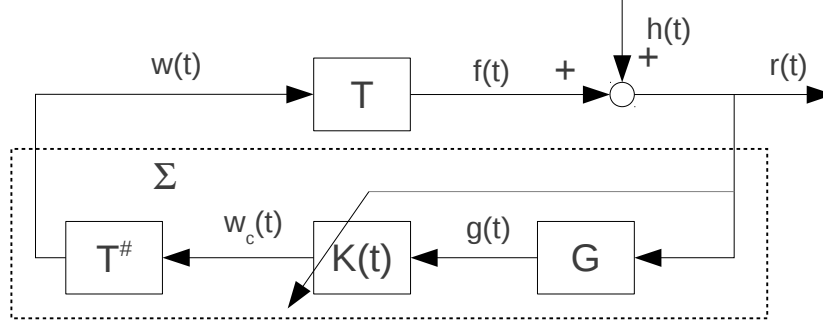 h(t)
w(t)
f(t)
+
+
r(t)
T
Σ
w_c(t)
g(t)
T^#
K(t)
G